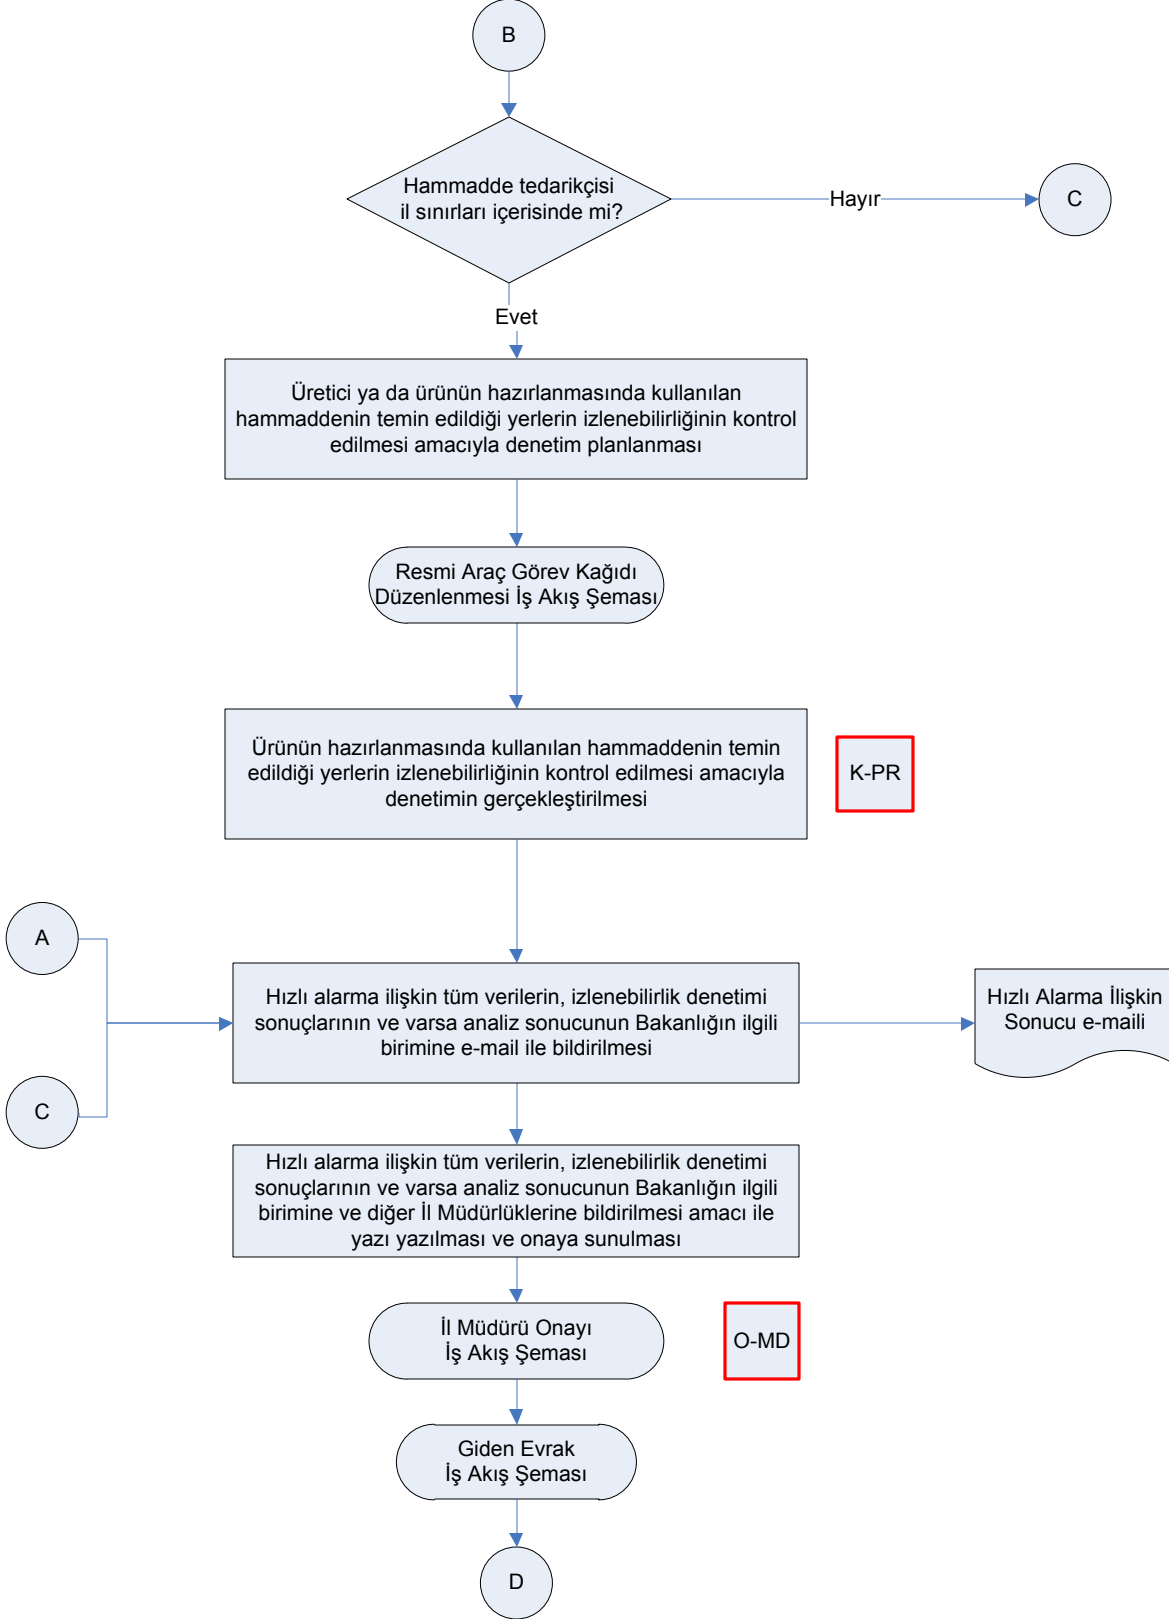 B
Hammadde tedarikçisi
il sınırları içerisinde mi?
Hayır
C
Evet
Üretici ya da ürünün hazırlanmasında kullanılan
hammaddenin temin edildiği yerlerin izlenebilirliğinin kontrol
edilmesi amacıyla denetim planlanması
Resmi Araç Görev Kağıdı
Düzenlenmesi İş Akış Şeması
Ürünün hazırlanmasında kullanılan hammaddenin temin
edildiği yerlerin izlenebilirliğinin kontrol edilmesi amacıyla
denetimin gerçekleştirilmesi
K-PR
A
Hızlı alarma ilişkin tüm verilerin, izlenebilirlik denetimi
sonuçlarının ve varsa analiz sonucunun Bakanlığın ilgili
birimine e-mail ile bildirilmesi
Hızlı Alarma İlişkin
Sonucu e-maili
C
Hızlı alarma ilişkin tüm verilerin, izlenebilirlik denetimi
sonuçlarının ve varsa analiz sonucunun Bakanlığın ilgili
birimine ve diğer İl Müdürlüklerine bildirilmesi amacı ile
yazı yazılması ve onaya sunulması
İl Müdürü Onayı
İş Akış Şeması
O-MD
Giden Evrak
İş Akış Şeması
D